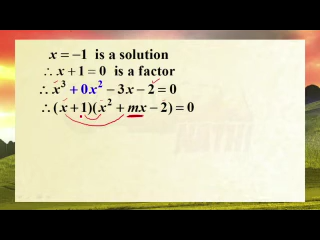 x = −1 is a solution
∴ x + 1 = 0 is a factor
∴ x³ + 0x² − 3x − 2 = 0
∴ (x + 1)(x² + mx − 2) = 0